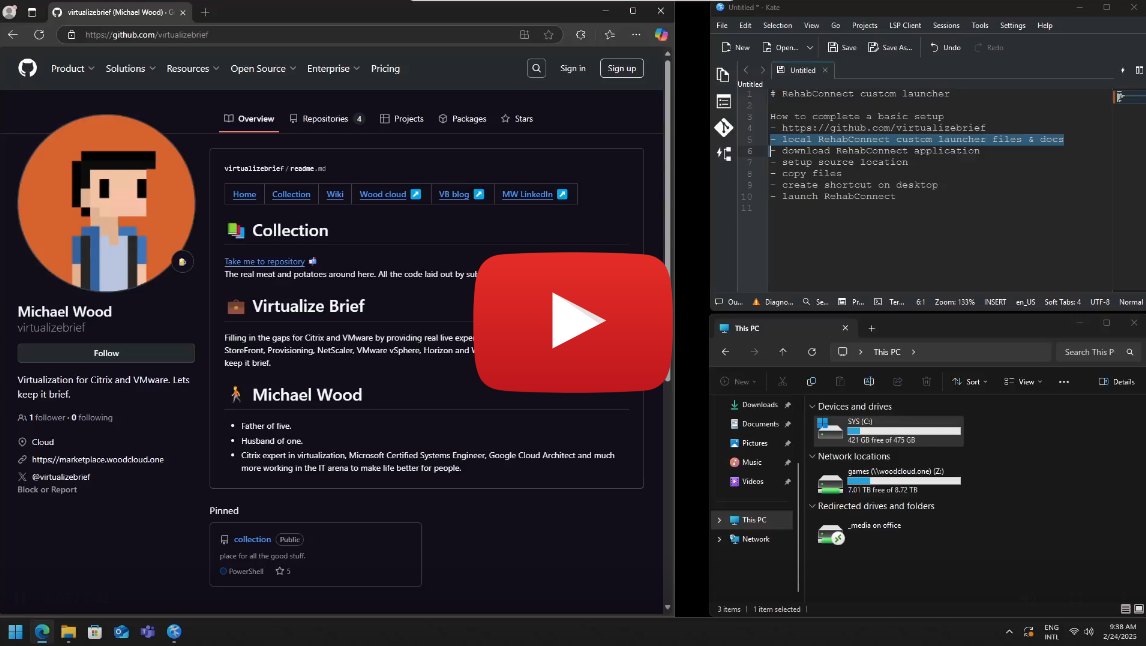 virtualizebrief (Michael Wood) · G
https://github.com/virtualizebrief
Product Solutions Resources Open Source Enterprise Pricing Sign in Sign up
Overview Repositories 4 Projects Packages Stars
virtualizebrief / readme.md
Home Collection Wiki Wood cloud VB blog MW LinkedIn
Collection
Take me to repository
The real meat and potatoes around here. All the code laid out by
Virtualize Brief
Filling in the gaps for Citrix and VMware by providing real live
StoreFront, Provisioning, NetScaler, VMware vSphere, Horizon and
keep it brief.
Michael Wood
Father of five.
Husband of one.
Citrix expert in virtualization, Microsoft Certified Systems Engineer, Google Cloud Architect and much
more working in the IT arena to make life better for people.
Michael Wood
virtualizebrief
Follow
Virtualization for Citrix and VMware. Lets
keep it brief.
1 follower · 0 following
Cloud
https://marketplace.woodcloud.one
@virtualizebrief
Block or Report
Pinned
collection Public
place for all the good stuff.
PowerShell 5
Untitled * - Kate
File Edit Selection View Go Projects LSP Client Sessions Tools Settings Help
New Open... Save Save As... Undo Redo
Untitled
Untitled
1 # RehabConnect custom launcher
2
3 How to complete a basic setup
4 - https://github.com/virtualizebrief
5 - local RehabConnect custom launcher files & docs
6 - download RehabConnect application
7 - setup source location
8 - copy files
9 - create shortcut on desktop
10 - launch RehabConnect
11
Ou... Diagno... Se... Pr... Ter... 6:1 Zoom: 133% INSERT en_US Soft Tabs: 4 UTF-8 Normal
This PC
This PC Search This P
New Sort View Details
Downloads
Documents
Pictures
Music
Videos
This PC
Network
Devices and drives
SYS (C:)
421 GB free of 475 GB
Network locations
games (\\woodcloud.one) (Z:)
7.01 TB free of 8.72 TB
Redirected drives and folders
_media on office
3 items 1 item selected
ENG
INTL
9:38 AM
2/24/2025